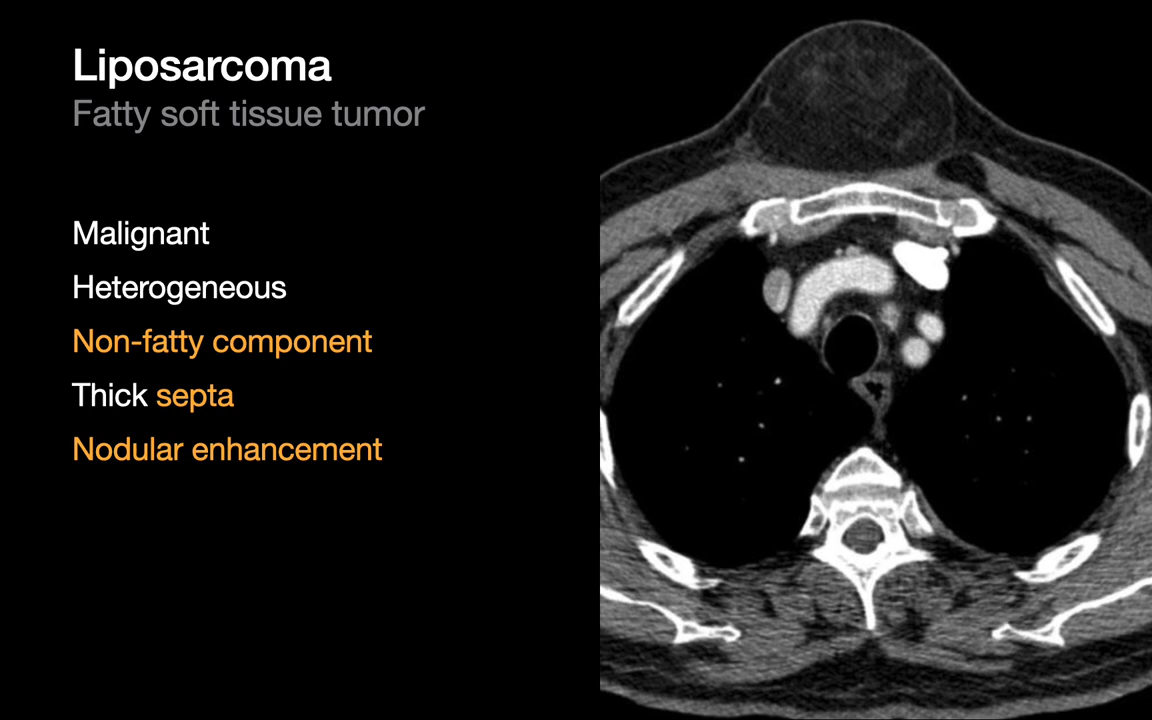 Liposarcoma
Fatty soft tissue tumor
Malignant
Heterogeneous
Non-fatty component
Thick septa
Nodular enhancement